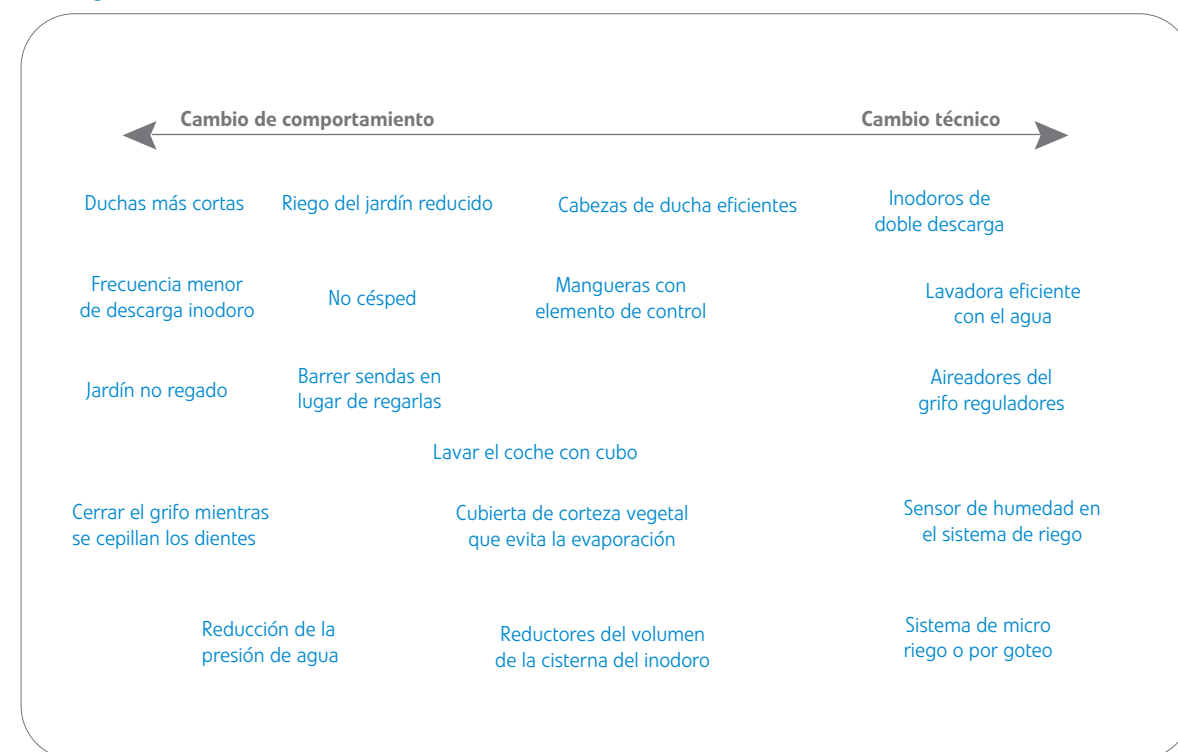 Cambio de comportamiento
Cambio técnico
Duchas más cortas
Riego del jardín reducido
Cabezas de ducha eficientes
Inodoros de
doble descarga
Frecuencia menor
de descarga inodoro
No césped
Mangueras con
elemento de control
Lavadora eficiente
con el agua
Jardín no regado
Barrer sendas en
lugar de regarlas
Aireadores del
grifo reguladores
Lavar el coche con cubo
Cerrar el grifo mientras
se cepillan los dientes
Cubierta de corteza vegetal
que evita la evaporación
Sensor de humedad en
el sistema de riego
Reducción de la
presión de agua
Reductores del volumen
de la cisterna del inodoro
Sistema de micro
riego o por goteo